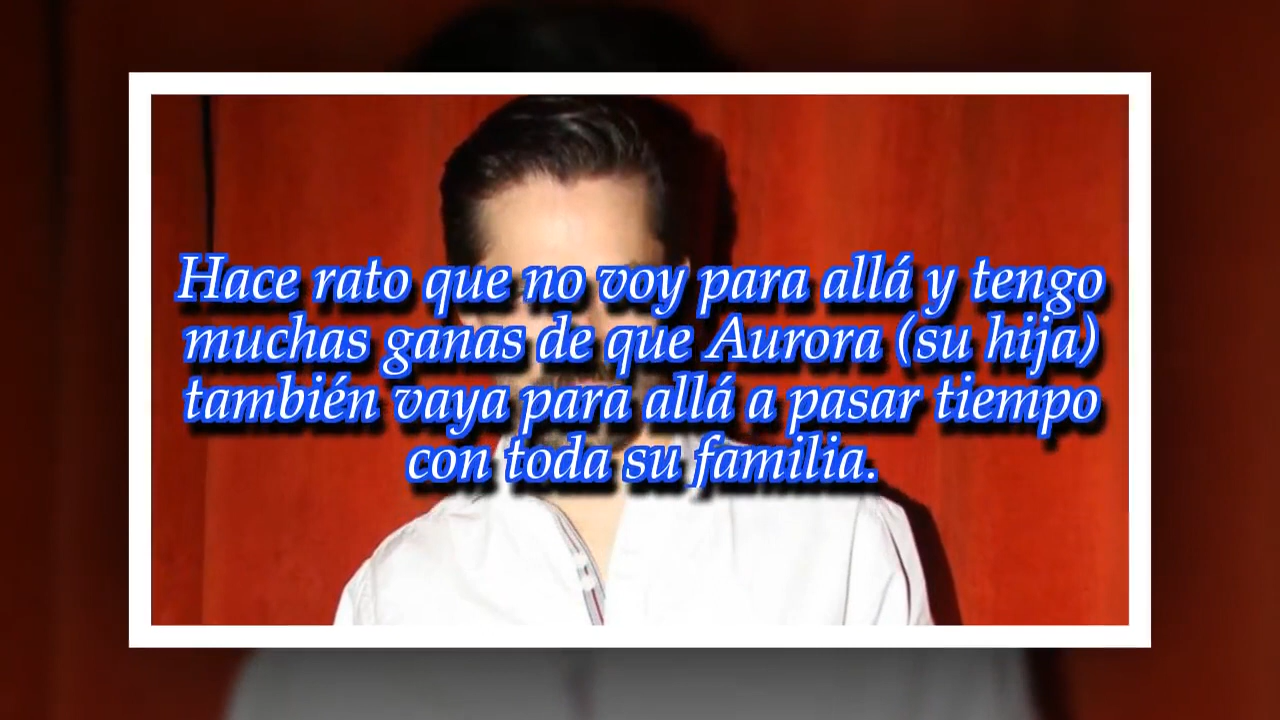 Hace rato que no voy para allá y tengo
muchas ganas de que Aurora (su hija)
también vaya para allá a pasar tiempo
con toda su familia.